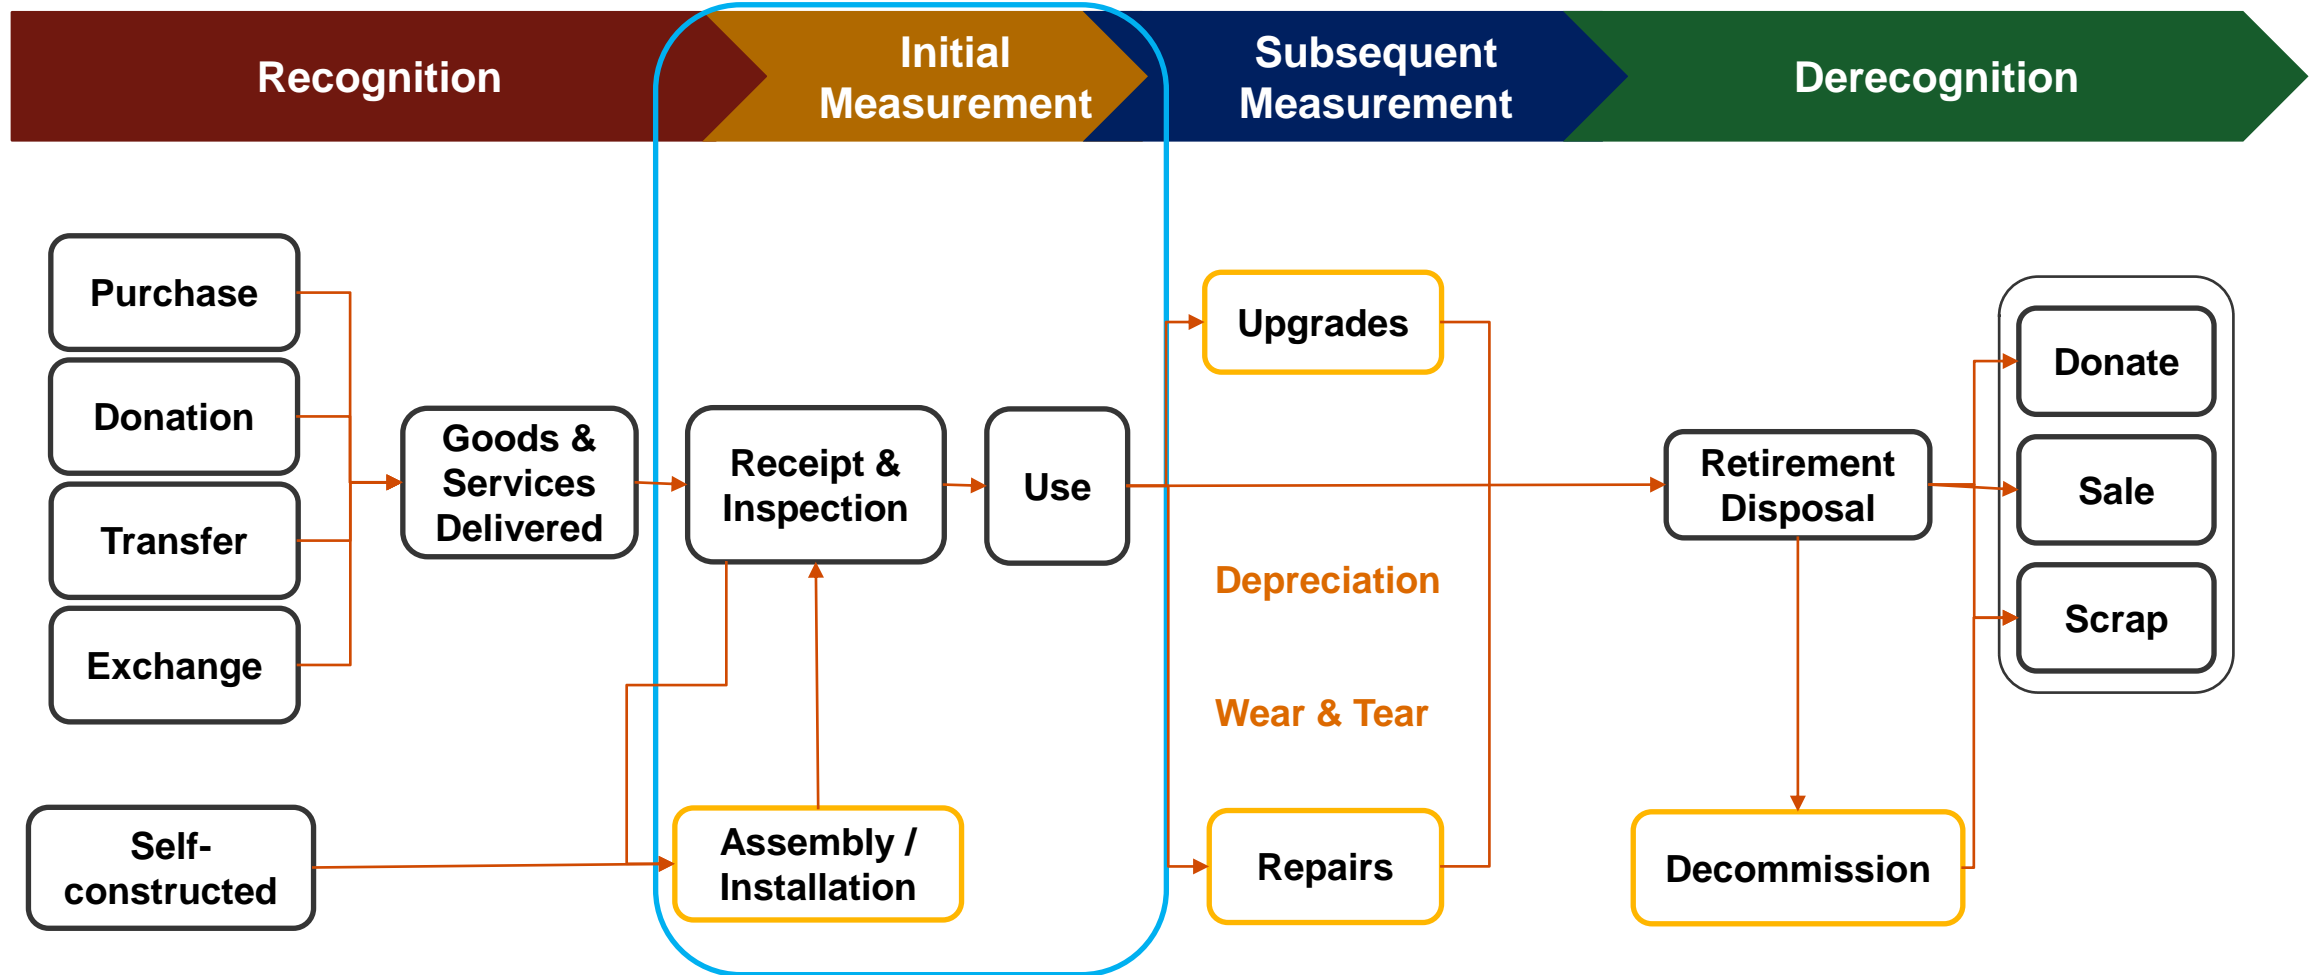 Recognition
Initial
Measurement
Subsequent
Measurement
Derecognition
Purchase
Donation
Transfer
Exchange
Self-
constructed
Goods &
Services
Delivered
Receipt &
Inspection
Use
Assembly /
Installation
Upgrades
Depreciation
Wear & Tear
Repairs
Retirement
Disposal
Decommission
Donate
Sale
Scrap